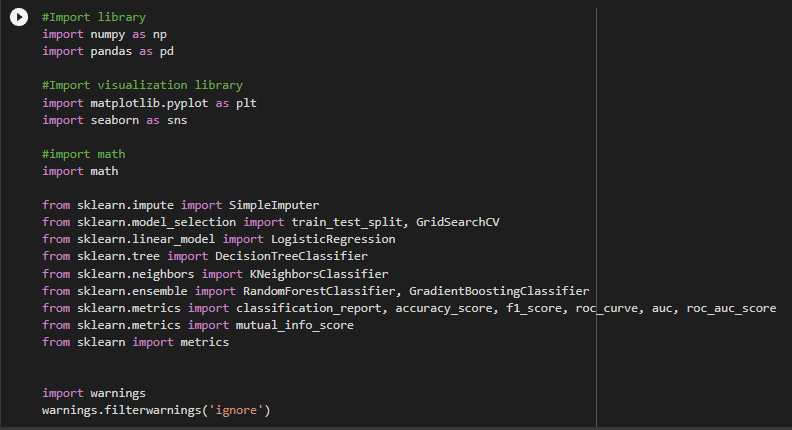 #Import library
import numpy as np
import pandas as pd

#Import visualization library
import matplotlib.pyplot as plt
import seaborn as sns

#import math
import math

from sklearn.impute import SimpleImputer
from sklearn.model_selection import train_test_split, GridSearchCV
from sklearn.linear_model import LogisticRegression
from sklearn.tree import DecisionTreeClassifier
from sklearn.neighbors import KNeighborsClassifier
from sklearn.ensemble import RandomForestClassifier, GradientBoostingClassifier
from sklearn.metrics import classification_report, accuracy_score, f1_score, roc_curve, auc, roc_auc_score
from sklearn.metrics import mutual_info_score
from sklearn import metrics

import warnings
warnings.filterwarnings('ignore')